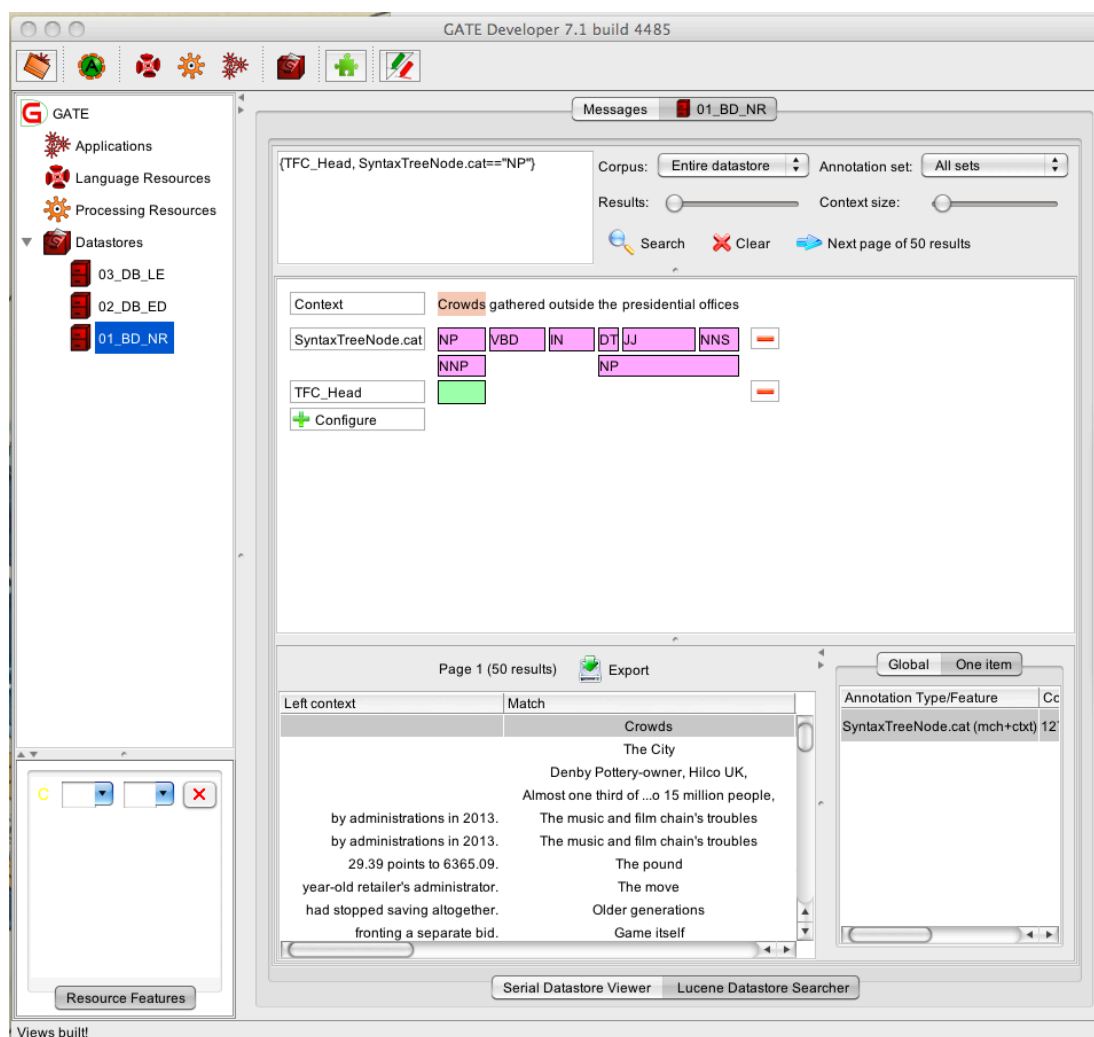 GATE Developer 7.1 build 4485
GATE
Applications
Language Resources
Processing Resources
Datastores
03_DB_LE
02_DB_ED
01_BD_NR
Messages 01_BD_NR
{TFC_Head, SyntaxTreeNode.cat=="NP"}
Corpus: Entire datastore Annotation set: All sets
Results: Context size:
Search Clear Next page of 50 results
Context Crowds gathered outside the presidential offices
SyntaxTreeNode.cat NP VBD IN DT JJ NNS
NNP NP
TFC_Head
Configure
Page 1 (50 results) Export
Left context Match
Crowds
The City
Denby Pottery-owner, Hilco UK,
Almost one third of ...o 15 million people,
by administrations in 2013. The music and film chain's troubles
by administrations in 2013. The music and film chain's troubles
29.39 points to 6365.09. The pound
year-old retailer's administrator. The move
had stopped saving altogether. Older generations
fronting a separate bid. Game itself
Global One item
Annotation Type/Feature Cc
SyntaxTreeNode.cat (mch+ctxt) 127
C
Resource Features
Serial Datastore Viewer Lucene Datastore Searcher
Views built!